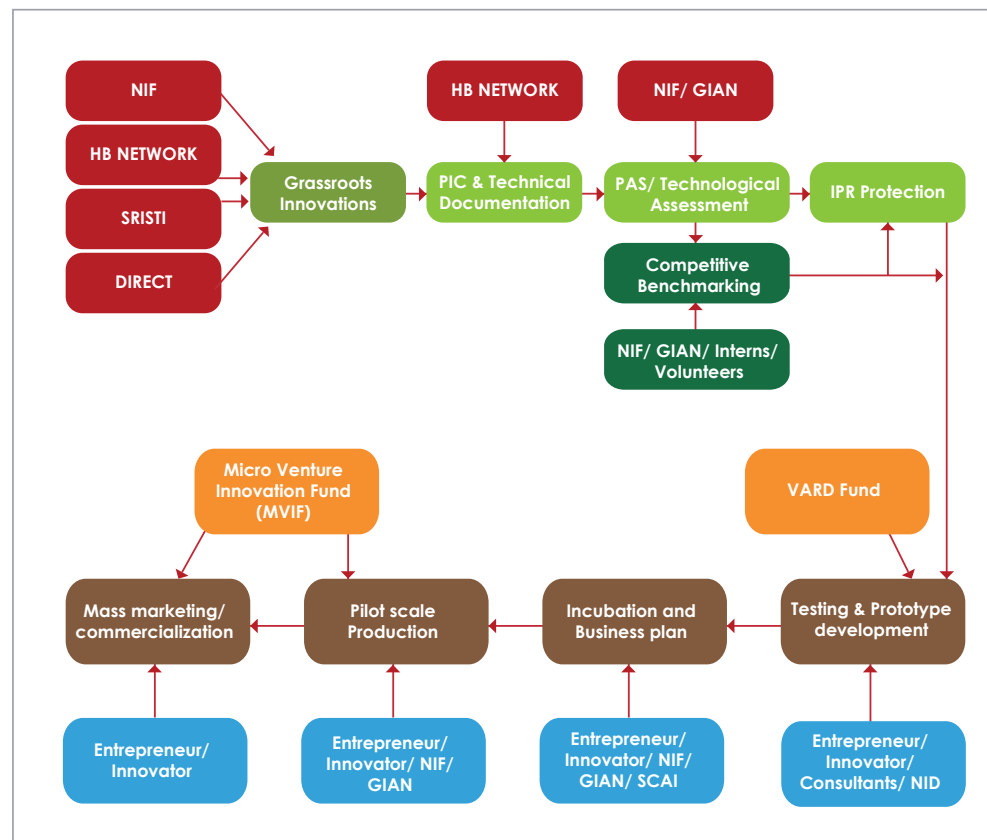 NIF
HB NETWORK
SRISTI
DIRECT
Grassroots
Innovations
HB NETWORK
PIC & Technical
Documentation
NIF/ GIAN
PAS/ Technological
Assessment
IPR Protection
Competitive
Benchmarking
NIF/ GIAN/ Interns/
Volunteers
Micro Venture
Innovation Fund
(MVIF)
VARD Fund
Mass marketing/
commercialization
Pilot scale
Production
Incubation and
Business plan
Testing & Prototype
development
Entrepreneur/
Innovator
Entrepreneur/
Innovator/ NIF/
GIAN
Entrepreneur/
Innovator/ NIF/
GIAN/ SCAI
Entrepreneur/
Innovator/
Consultants/ NID